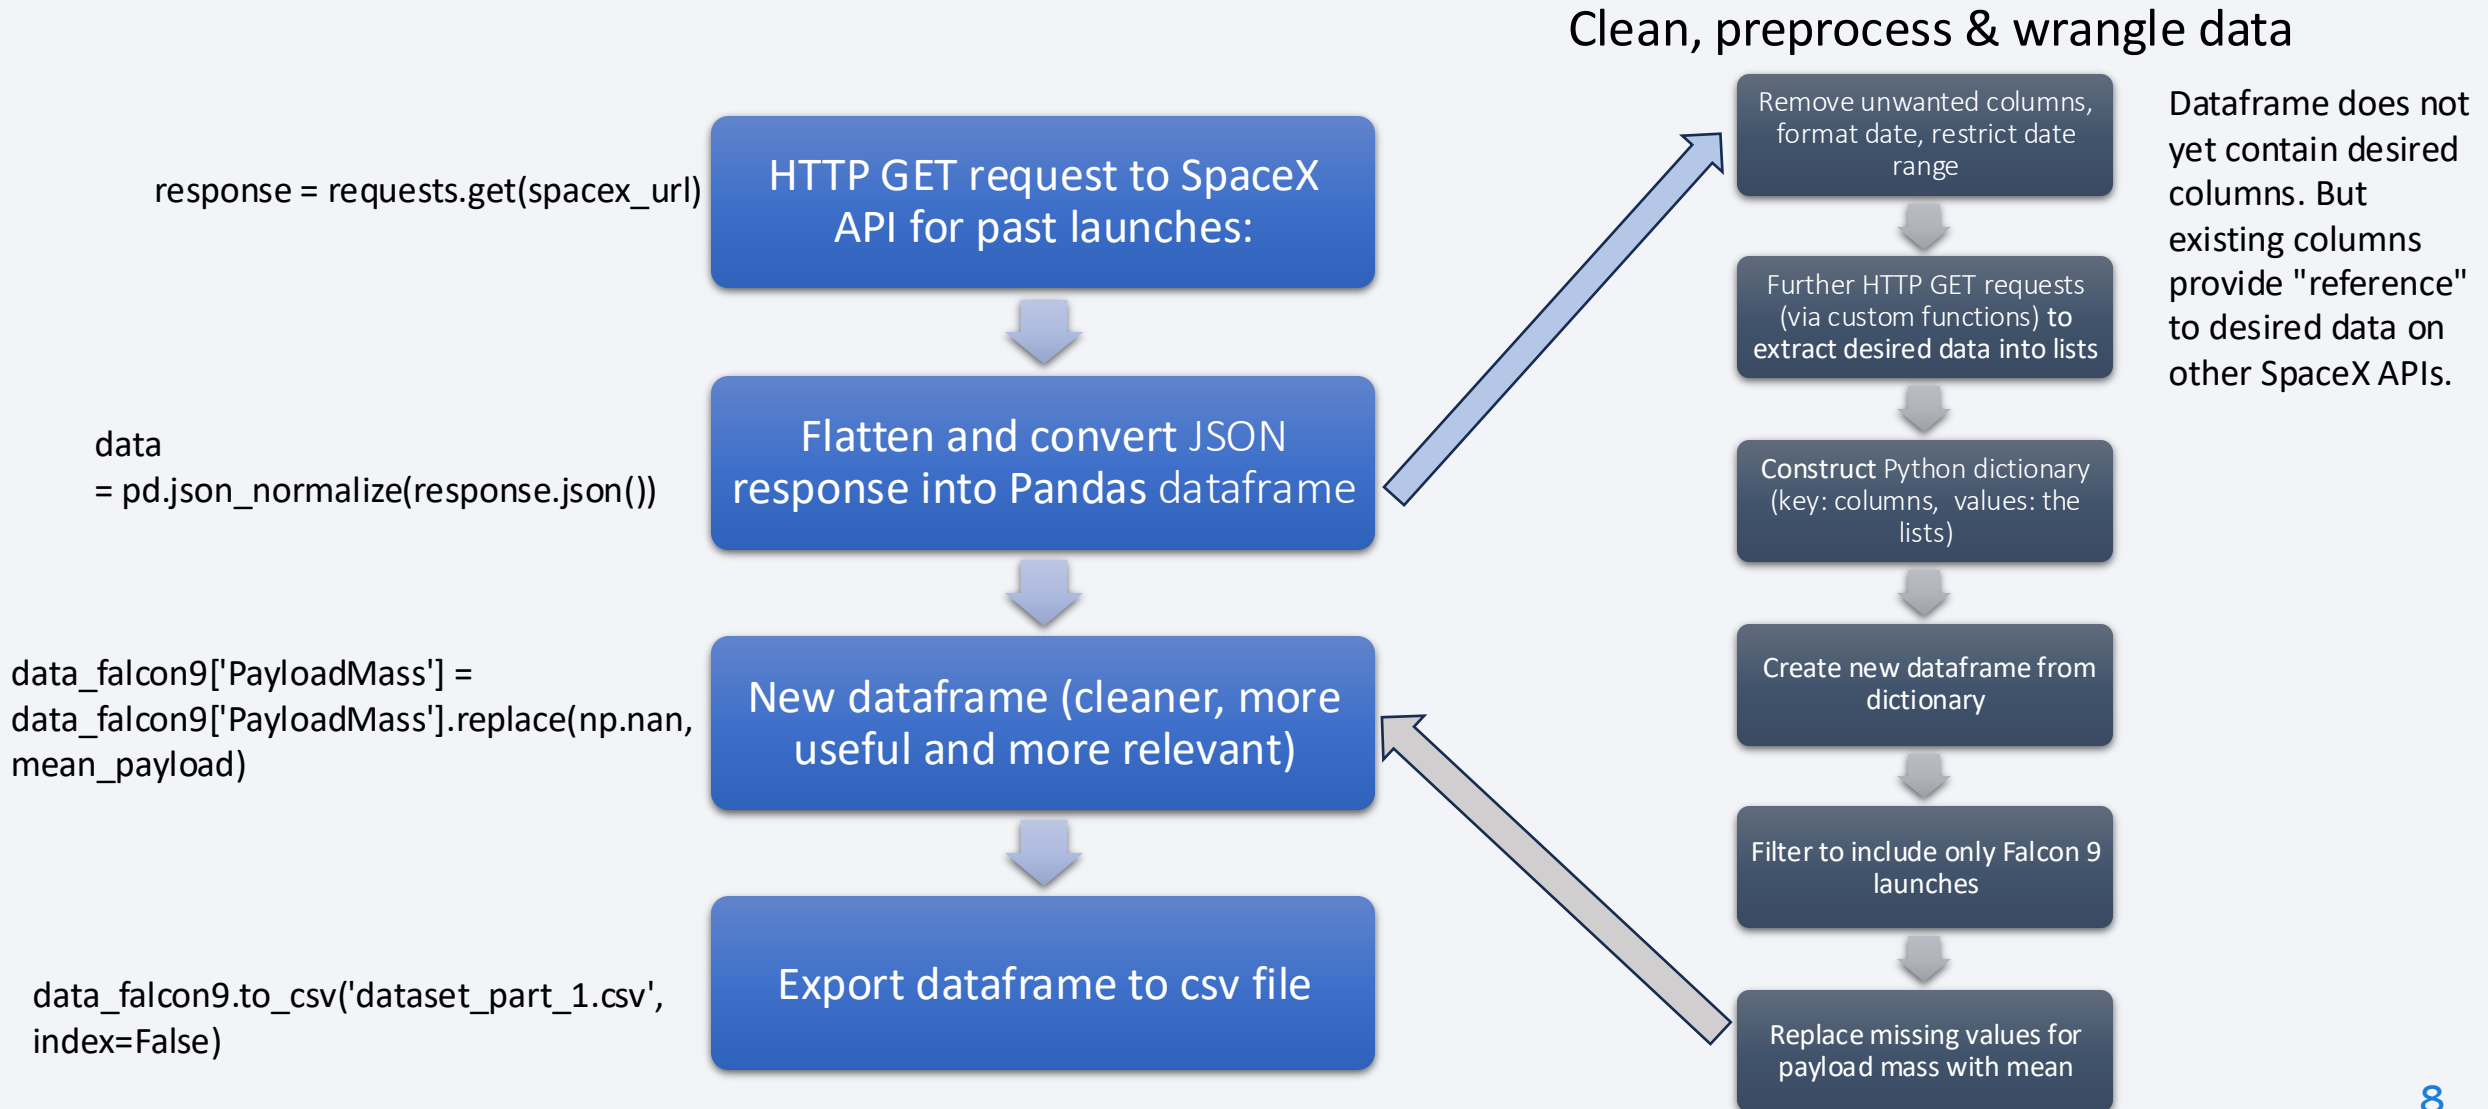 Clean, preprocess & wrangle data
response = requests.get(spacex_url)
HTTP GET request to SpaceX
API for past launches:
data
= pd.json_normalize(response.json())
Flatten and convert JSON
response into Pandas dataframe
data_falcon9['PayloadMass'] =
data_falcon9['PayloadMass'].replace(np.nan,
mean_payload)
New dataframe (cleaner, more
useful and more relevant)
data_falcon9.to_csv('dataset_part_1.csv',
index=False)
Export dataframe to csv file
Remove unwanted columns,
format date, restrict date
range
Further HTTP GET requests
(via custom functions) to
extract desired data into lists
Construct Python dictionary
(key: columns, values: the
lists)
Create new dataframe from
dictionary
Filter to include only Falcon 9
launches
Replace missing values for
payload mass with mean
Dataframe does not
yet contain desired
columns. But
existing columns
provide "reference"
to desired data on
other SpaceX APIs.
8